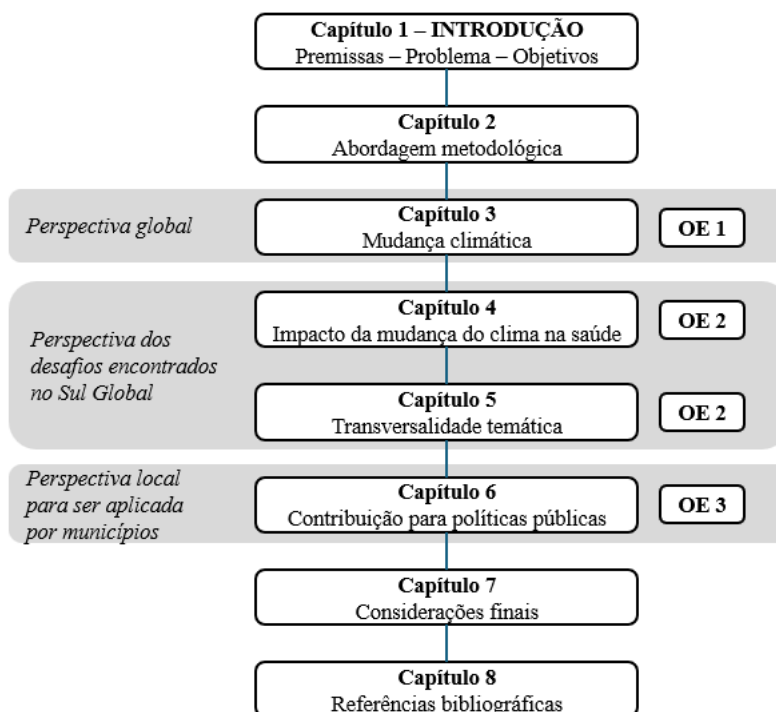 Capítulo 1 – INTRODUÇÃO
Premissas – Problema – Objetivos
Capítulo 2
Abordagem metodológica
Perspectiva global
Capítulo 3
Mudança climática
OE 1
Perspectiva dos
desafios encontrados
no Sul Global
Capítulo 4
Impacto da mudança do clima na saúde
OE 2
Capítulo 5
Transversalidade temática
OE 2
Perspectiva local
para ser aplicada
por municípios
Capítulo 6
Contribuição para políticas públicas
OE 3
Capítulo 7
Considerações finais
Capítulo 8
Referências bibliográficas